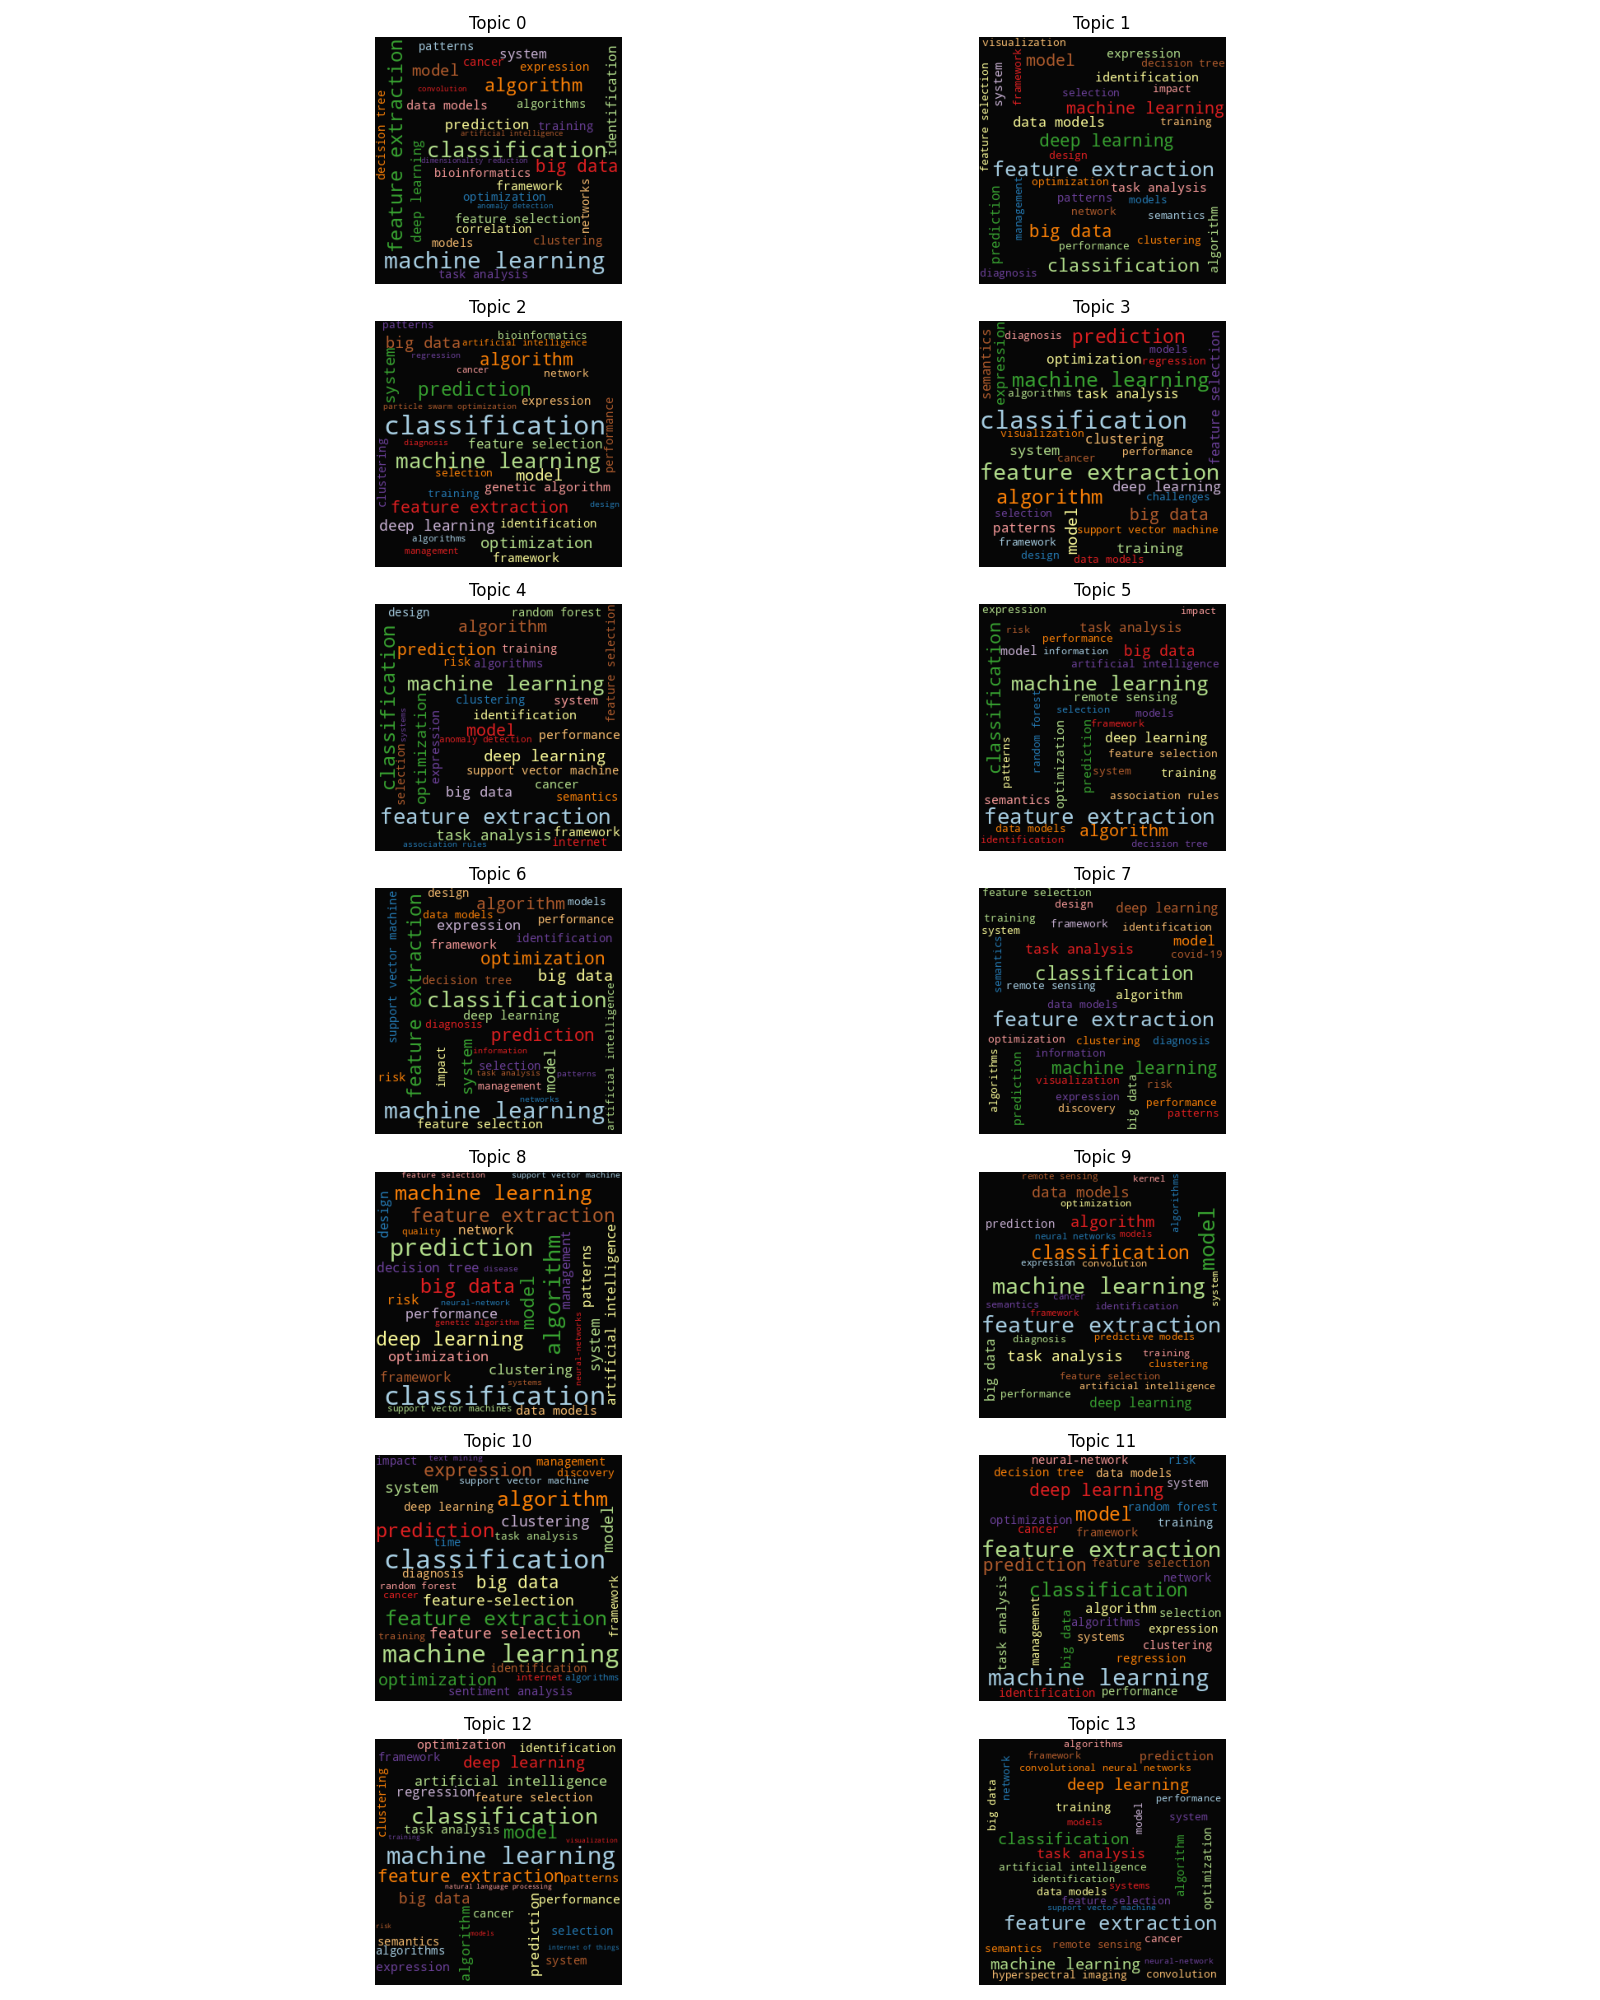 Topic 0
patterns
system
cancer
expression
model
algorithm
convolution
data models
algorithms
identification
feature extraction
decision tree
prediction
training
artificial intelligence
classification
dimensionality reduction
big data
bioinformatics
deep learning
framework
networks
optimization
anomaly detection
feature selection
correlation
models
clustering
machine learning
task analysis
Topic 1
visualization
expression
model
decision tree
framework
system
identification
feature selection
selection
impact
machine learning
data models
training
deep learning
design
feature extraction
optimization
task analysis
management
prediction
patterns
models
network
semantics
algorithm
big data
performance
clustering
classification
diagnosis
Topic 2
patterns
bioinformatics
big data
artificial intelligence
regression
algorithm
system
cancer
network
prediction
particle swarm optimization
expression
classification
performance
diagnosis
feature selection
clustering
machine learning
selection
model
genetic algorithm
training
feature extraction
design
deep learning
identification
algorithms
optimization
management
framework
Topic 3
diagnosis
prediction
semantics
expression
models
optimization
regression
feature selection
machine learning
algorithms
task analysis
classification
visualization
clustering
system
performance
cancer
feature extraction
deep learning
algorithm
challenges
selection
big data
patterns
model
support vector machine
framework
training
design
data models
Topic 4
design
random forest
algorithm
feature selection
classification
prediction
training
risk
algorithms
machine learning
clustering
system
optimization
systems
expression
identification
model
anomaly detection
performance
selection
deep learning
support vector machine
cancer
big data
semantics
feature extraction
task analysis
framework
association rules
internet
Topic 5
expression
impact
classification
risk
task analysis
performance
model
information
big data
artificial intelligence
machine learning
remote sensing
random forest
selection
models
optimization
prediction
framework
patterns
deep learning
feature selection
system
training
semantics
association rules
feature extraction
data models
algorithm
identification
decision tree
Topic 6
design
support vector machine
feature extraction
algorithm
models
data models
performance
expression
identification
framework
optimization
big data
decision tree
artificial intelligence
classification
deep learning
diagnosis
prediction
system
information
impact
model
selection
risk
task analysis
patterns
management
networks
machine learning
feature selection
Topic 7
feature selection
design
deep learning
training
framework
identification
system
model
semantics
task analysis
covid-19
classification
remote sensing
algorithm
data models
feature extraction
optimization
clustering
diagnosis
algorithms
prediction
information
machine learning
visualization
big data
risk
expression
discovery
performance
patterns
Topic 8
feature selection
support vector machine
machine learning
design
feature extraction
quality
network
prediction
algorithm
management
patterns
artificial intelligence
decision tree
disease
big data
model
risk
neural-network
performance
genetic algorithm
neural-networks
system
deep learning
optimization
clustering
framework
systems
classification
support vector machines
data models
Topic 9
remote sensing
kernel
algorithms
data models
optimization
model
prediction
algorithm
neural networks
models
classification
expression
convolution
system
machine learning
cancer
semantics
identification
framework
feature extraction
diagnosis
predictive models
big data
task analysis
training
clustering
feature selection
artificial intelligence
performance
deep learning
Topic 10
impact
text mining
management
expression
discovery
support vector machine
system
algorithm
deep learning
model
clustering
prediction
task analysis
time
classification
diagnosis
random forest
big data
cancer
feature-selection
framework
feature extraction
training
feature selection
machine learning
identification
optimization
internet
algorithms
sentiment analysis
Topic 11
neural-network
risk
decision tree
data models
deep learning
system
random forest
model
optimization
training
cancer
framework
feature extraction
prediction
feature selection
task analysis
network
classification
management
big data
algorithm
selection
algorithms
expression
systems
clustering
regression
machine learning
identification
performance
Topic 12
optimization
identification
framework
deep learning
clustering
artificial intelligence
regression
feature selection
classification
task analysis
model
training
visualization
machine learning
feature extraction
patterns
natural language processing
big data
prediction
performance
algorithm
cancer
risk
selection
models
semantics
algorithms
internet of things
system
expression
Topic 13
algorithms
framework
prediction
network
convolutional neural networks
big data
deep learning
performance
training
model
system
models
classification
algorithm
optimization
task analysis
artificial intelligence
identification
systems
data models
feature selection
support vector machine
feature extraction
cancer
semantics
remote sensing
machine learning
neural-network
hyperspectral imaging
convolution